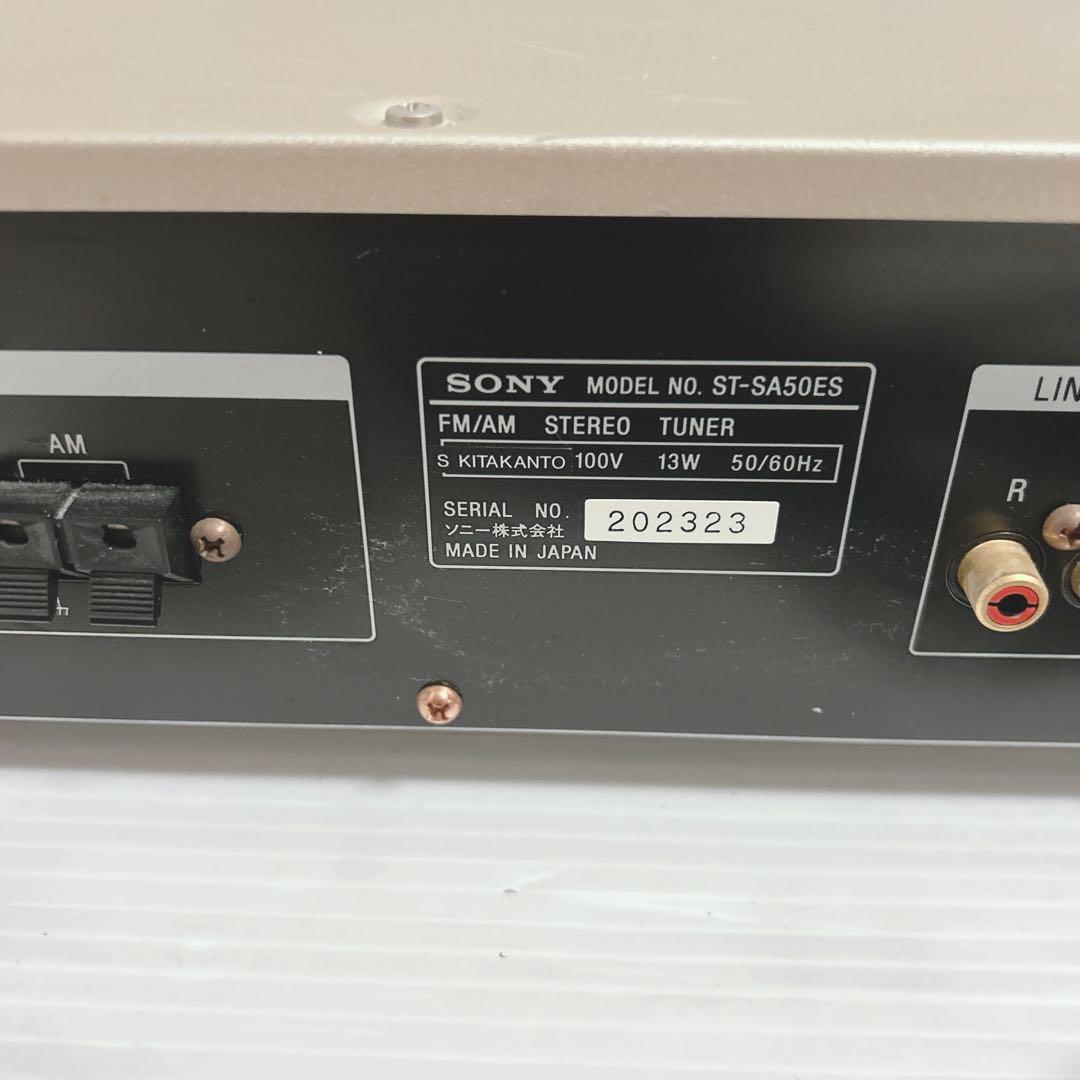 AM
SONY MODEL NO. ST-SA50ES
FM/AM STEREO TUNER
S KITAKANTO 100V 13W 50/60Hz
SERIAL NO. 202323
ソニー株式会社
MADE IN JAPAN
R